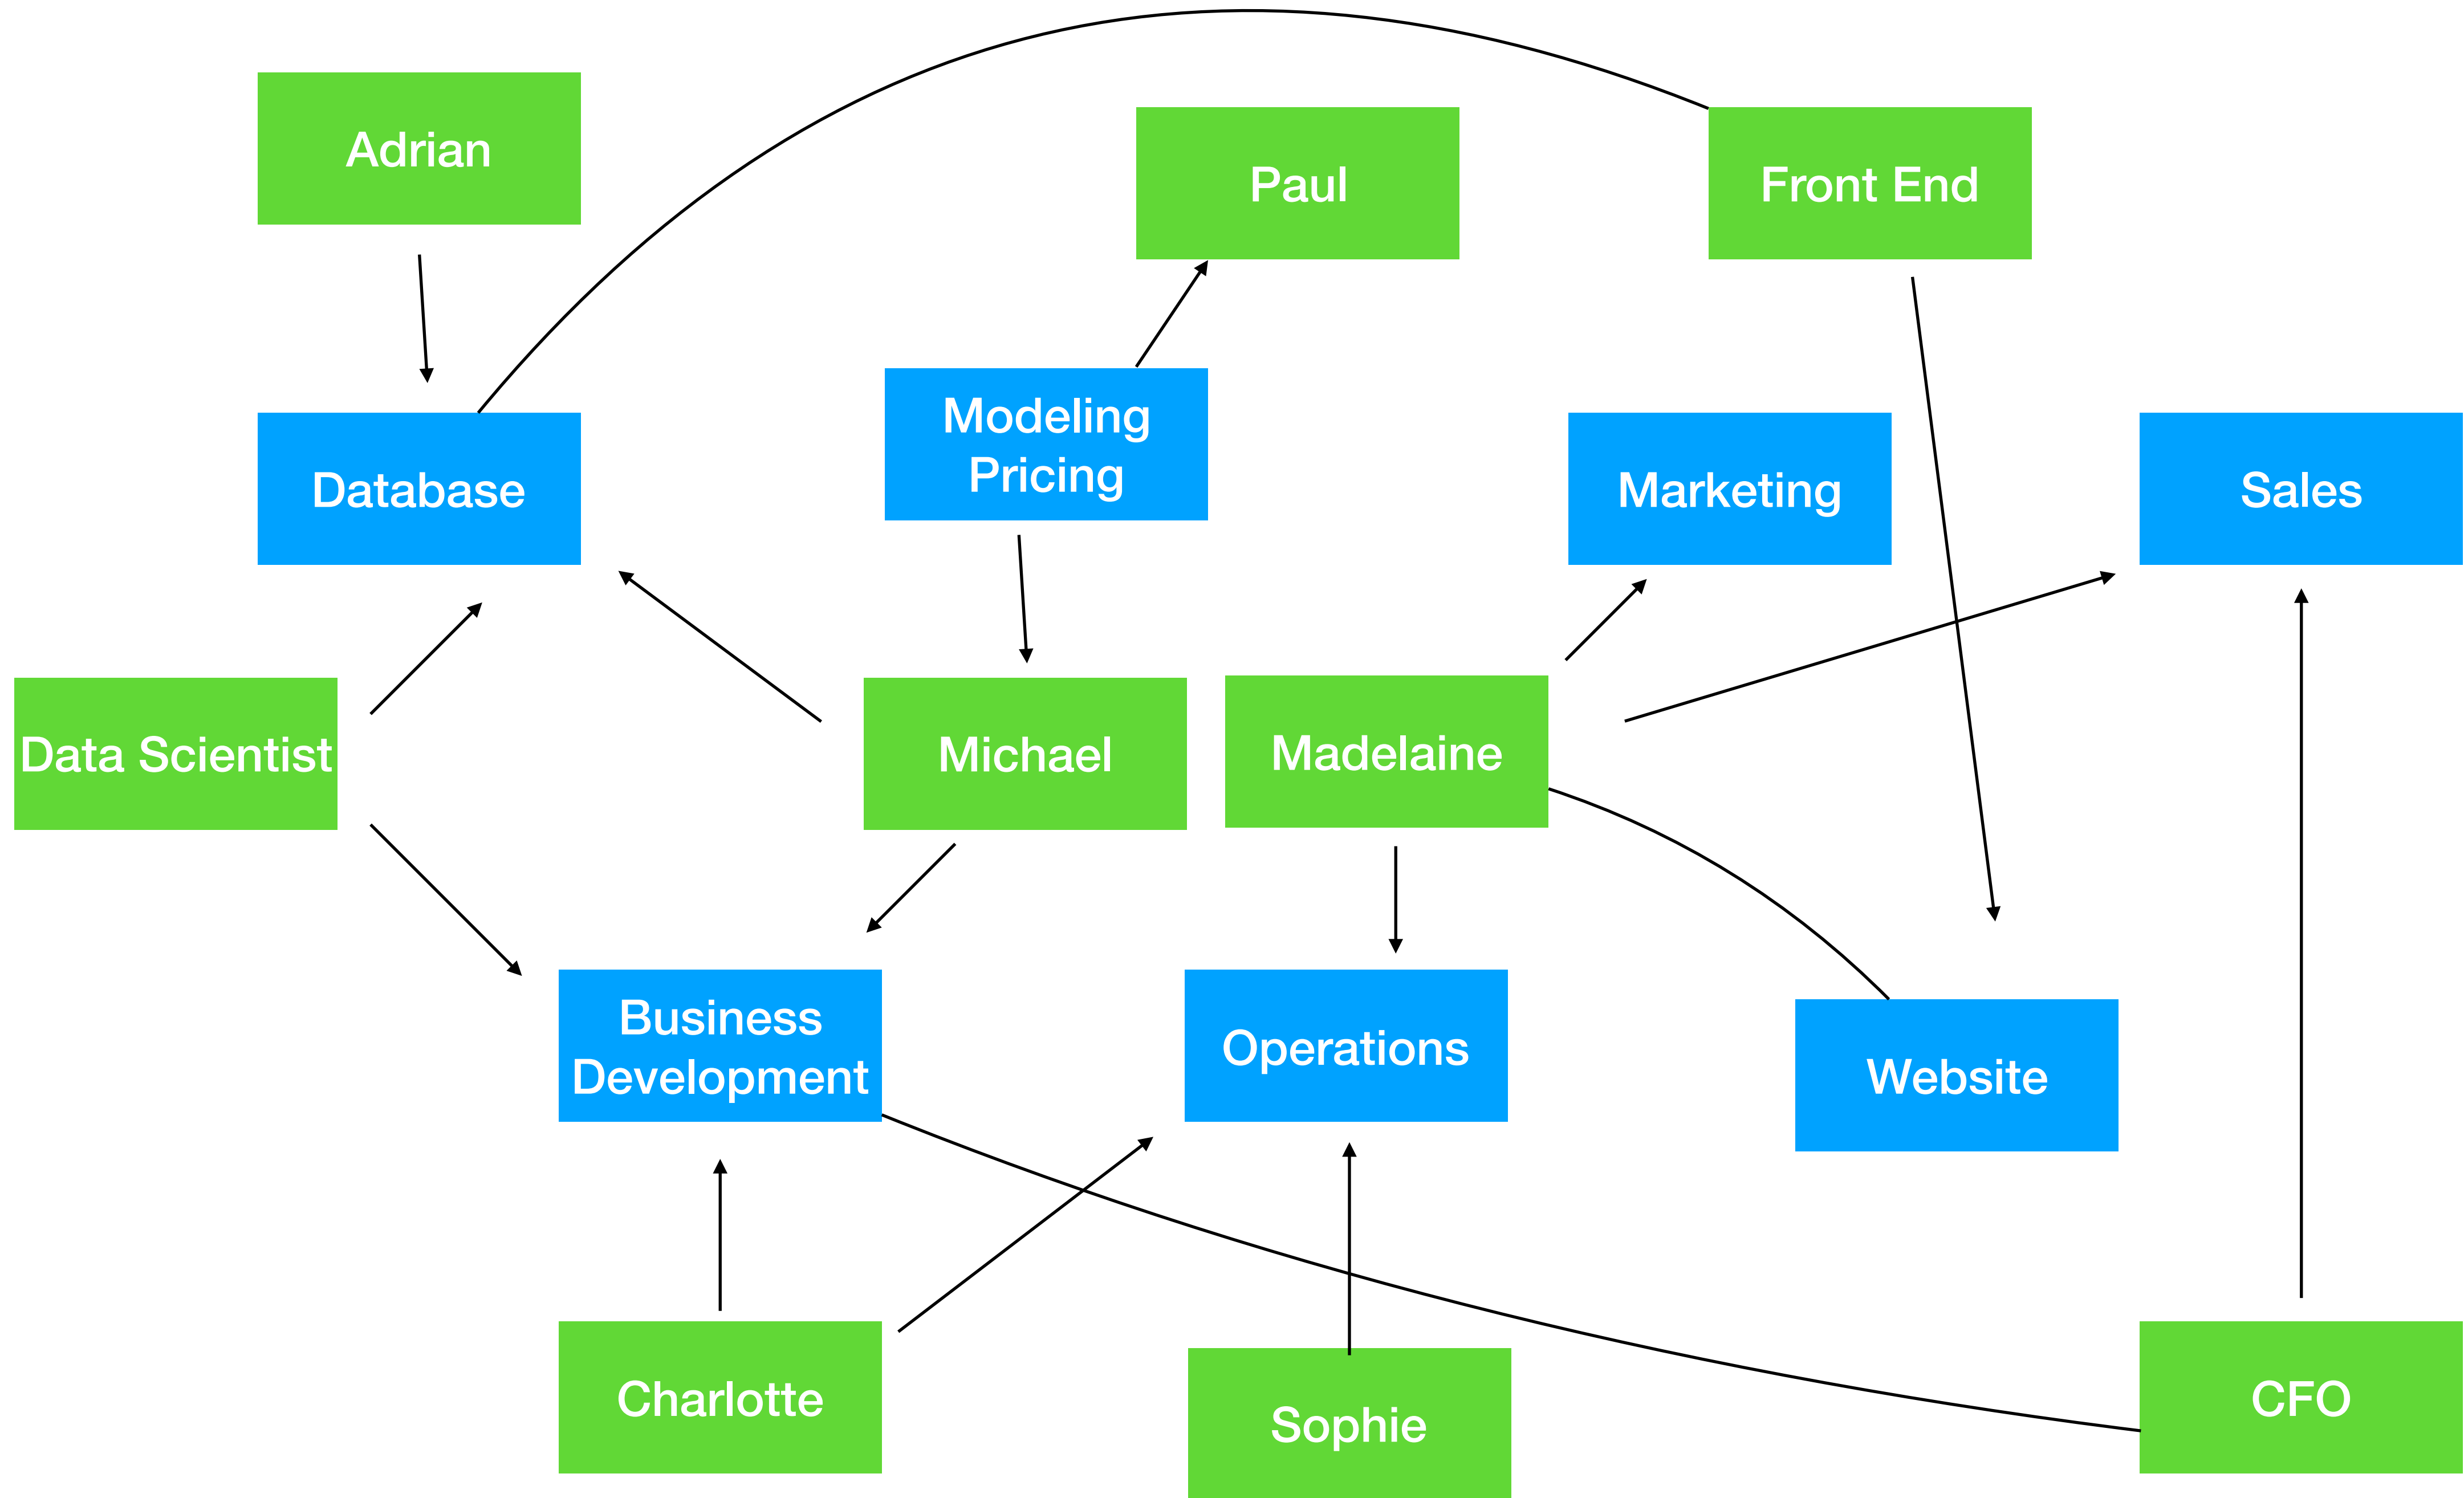 Adrian
Paul
Front End
Database
Modeling
Pricing
Marketing
Sales
Data Scientist
Michael
Madelaine
Business
Development
Operations
Website
Charlotte
Sophie
CFO